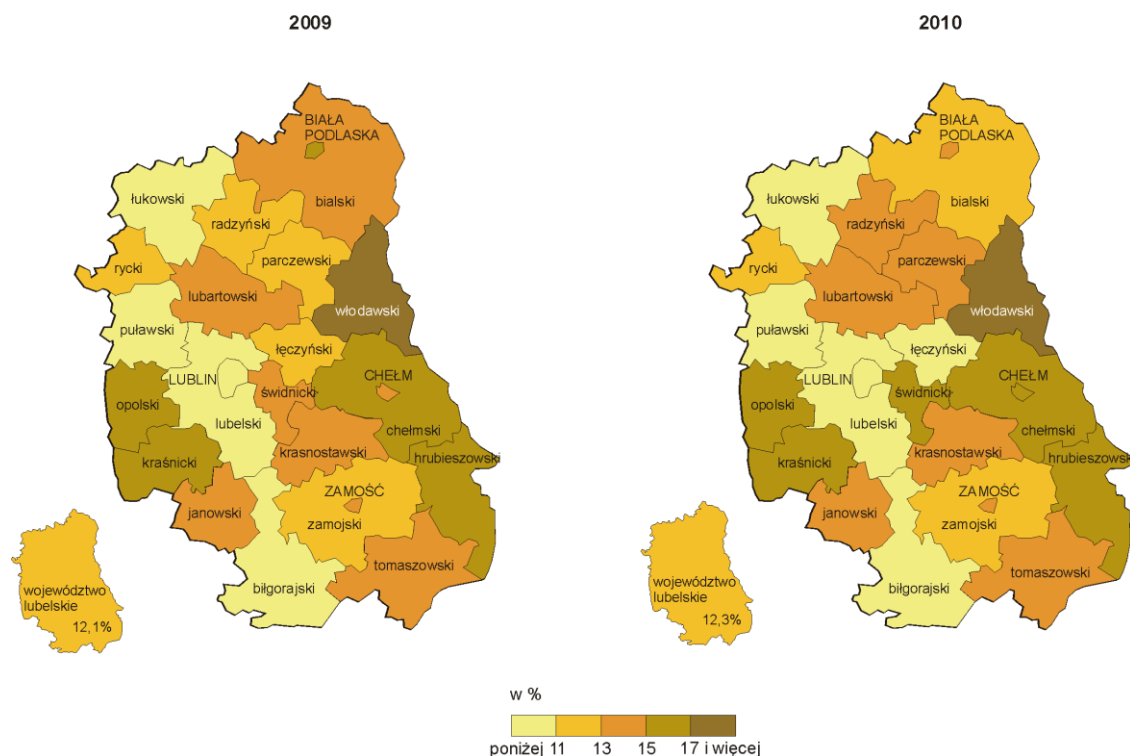 2009
BIAŁA
PODLASKA
łukowski
bialski
radzyński
rycki
parczewski
lubartowski
włodawski
puławski
łęczyński
LUBLIN
CHEŁM
opolski
świdnicki
lubelski
chełmski
krasnostawski
hrubieszowski
kraśnicki
ZAMOŚĆ
janowski
zamojski
tomaszowski
biłgorajski
województwo
lubelskie
12,1%
2010
BIAŁA
PODLASKA
łukowski
bialski
radzyński
rycki
parczewski
lubartowski
włodawski
puławski
łęczyński
LUBLIN
CHEŁM
opolski
świdnicki
lubelski
chełmski
krasnostawski
hrubieszowski
kraśnicki
ZAMOŚĆ
janowski
zamojski
tomaszowski
biłgorajski
województwo
lubelskie
12,3%
w %
poniżej 11 13 15 17 i więcej